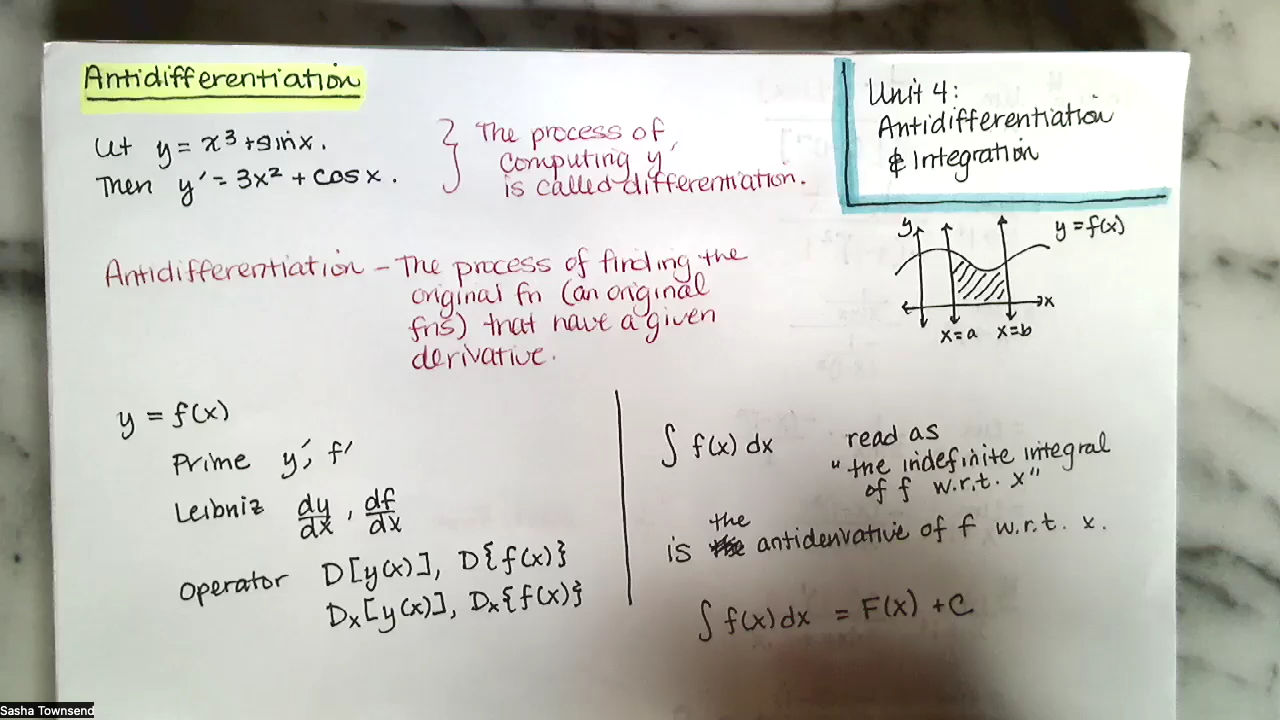 Antidifferentiation
Let y = x³ + sin x.
Then y' = 3x² + cos x.
} The process of
computing y'
is called differentiation.
Unit 4:
Antidifferentiation
& Integration
y
y = f(x)
x
x=a x=b
Antidifferentiation – The process of finding the
original fn (an original
fns) that have a given
derivative.
y = f(x)
Prime y', f'
Leibniz dy/dx, df/dx
Operator D[y(x)], D{f(x)}
Dₓ[y(x)], Dₓ{f(x)}
∫ f(x) dx read as
"the indefinite integral
of f w.r.t. x"
the
is antiderivative of f w.r.t. x.
∫ f(x) dx = F(x) + C
Sasha Townsend